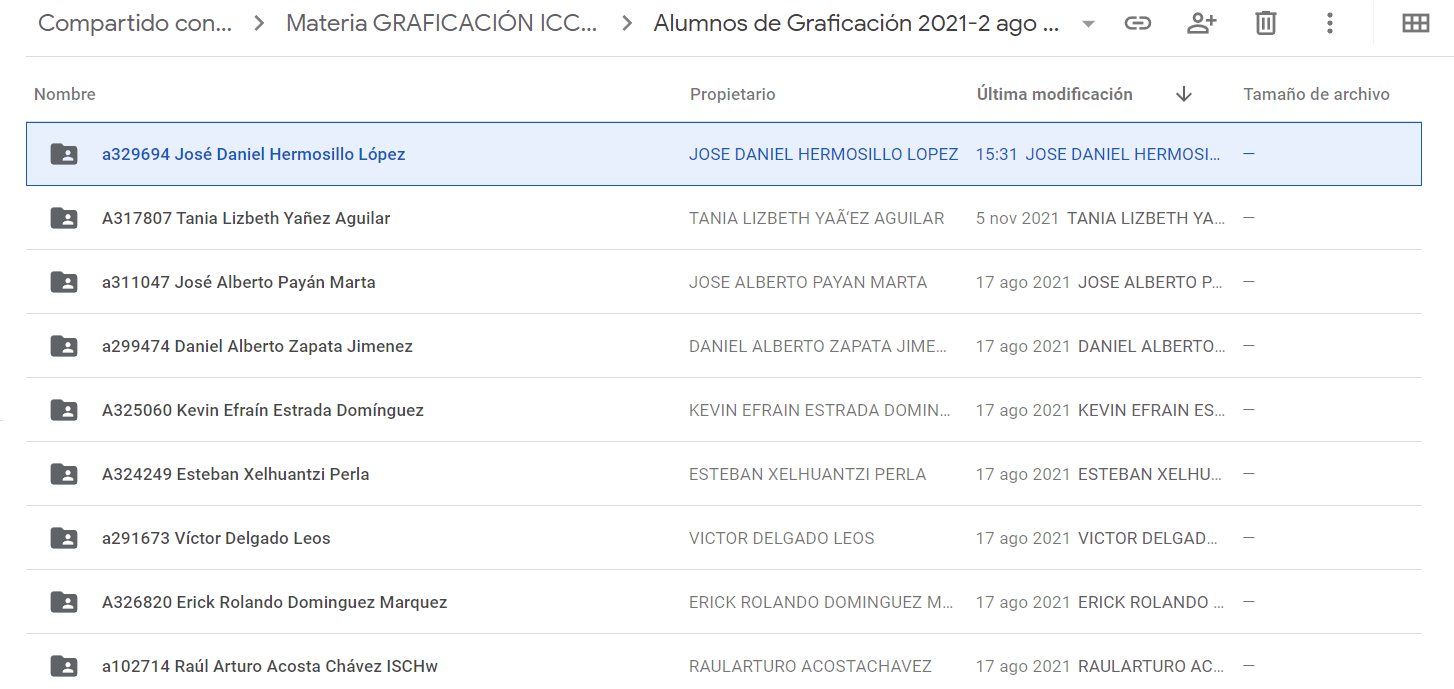 Compartido con... > Materia GRAFICACIÓN ICC... > Alumnos de Graficación 2021-2 ago ...
Nombre Propietario Última modificación Tamaño de archivo
a329694 José Daniel Hermosillo López JOSE DANIEL HERMOSILLO LOPEZ 15:31 JOSE DANIEL HERMOSI... —
A317807 Tania Lizbeth Yañez Aguilar TANIA LIZBETH YAÃ‘EZ AGUILAR 5 nov 2021 TANIA LIZBETH YA... —
a311047 José Alberto Payán Marta JOSE ALBERTO PAYAN MARTA 17 ago 2021 JOSE ALBERTO P... —
a299474 Daniel Alberto Zapata Jimenez DANIEL ALBERTO ZAPATA JIME... 17 ago 2021 DANIEL ALBERTO... —
A325060 Kevin Efraín Estrada Domínguez KEVIN EFRAIN ESTRADA DOMIN... 17 ago 2021 KEVIN EFRAIN ES... —
A324249 Esteban Xelhuantzi Perla ESTEBAN XELHUANTZI PERLA 17 ago 2021 ESTEBAN XELHU... —
a291673 Víctor Delgado Leos VICTOR DELGADO LEOS 17 ago 2021 VICTOR DELGAD... —
A326820 Erick Rolando Dominguez Marquez ERICK ROLANDO DOMINGUEZ M... 17 ago 2021 ERICK ROLANDO ... —
a102714 Raúl Arturo Acosta Chávez ISCHw RAULARTURO ACOSTACHAVEZ 17 ago 2021 RAULARTURO AC... —